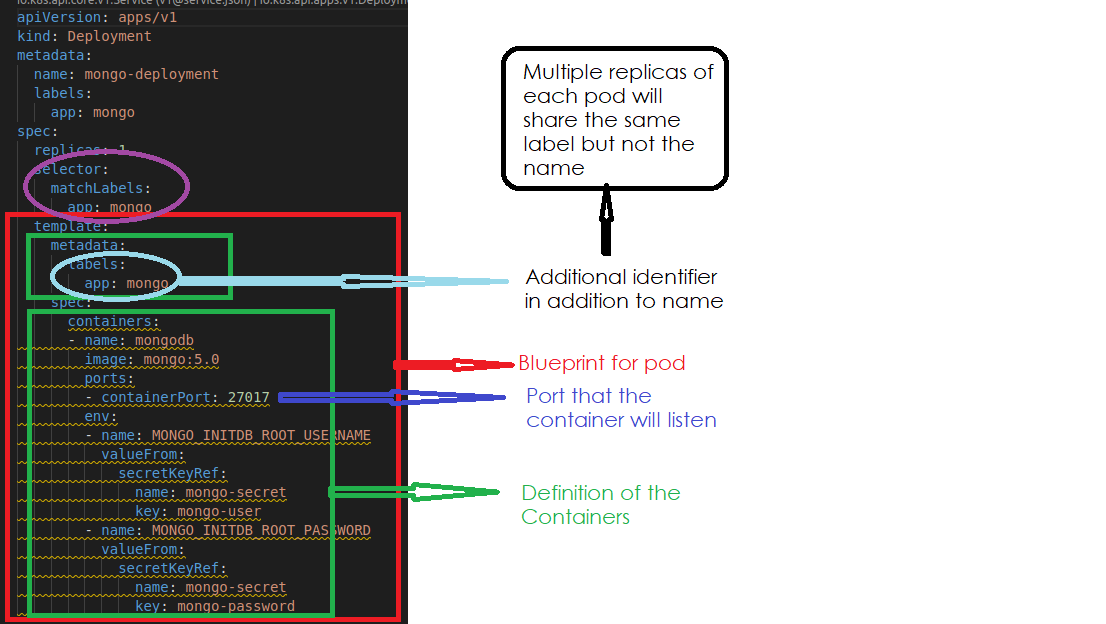 io.k8s.api.core.v1.Service (v1@service.json) | io.k8s.api.apps.v1.Deploym
apiVersion: apps/v1
kind: Deployment
metadata:
  name: mongo-deployment
  labels:
    app: mongo
spec:
  replicas: 1
  selector:
    matchLabels:
      app: mongo
  template:
    metadata:
      labels:
        app: mongo
    spec:
      containers:
      - name: mongodb
        image: mongo:5.0
        ports:
        - containerPort: 27017
        env:
        - name: MONGO_INITDB_ROOT_USERNAME
          valueFrom:
            secretKeyRef:
              name: mongo-secret
              key: mongo-user
        - name: MONGO_INITDB_ROOT_PASSWORD
          valueFrom:
            secretKeyRef:
              name: mongo-secret
              key: mongo-password
Multiple replicas of
each pod will
share the same
label but not the
name
Additional identifier
in addition to name
Blueprint for pod
Port that the
container will listen
Definition of the
Containers